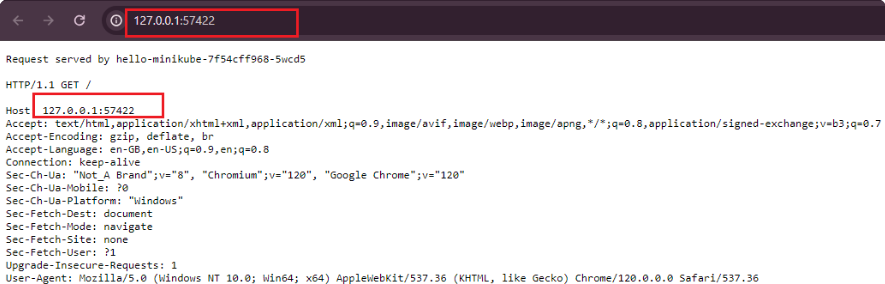 127.0.0.1:57422
Request served by hello-minikube-7f54cff968-5wcd5
HTTP/1.1 GET /
Host 127.0.0.1:57422
Accept: text/html,application/xhtml+xml,application/xml;q=0.9,image/avif,image/webp,image/apng,*/*;q=0.8,application/signed-exchange;v=b3;q=0.7
Accept-Encoding: gzip, deflate, br
Accept-Language: en-GB,en-US;q=0.9,en;q=0.8
Connection: keep-alive
Sec-Ch-Ua: "Not_A Brand";v="8", "Chromium";v="120", "Google Chrome";v="120"
Sec-Ch-Ua-Mobile: ?0
Sec-Ch-Ua-Platform: "Windows"
Sec-Fetch-Dest: document
Sec-Fetch-Mode: navigate
Sec-Fetch-Site: none
Sec-Fetch-User: ?1
Upgrade-Insecure-Requests: 1
User-Agent: Mozilla/5.0 (Windows NT 10.0; Win64; x64) AppleWebKit/537.36 (KHTML, like Gecko) Chrome/120.0.0.0 Safari/537.36